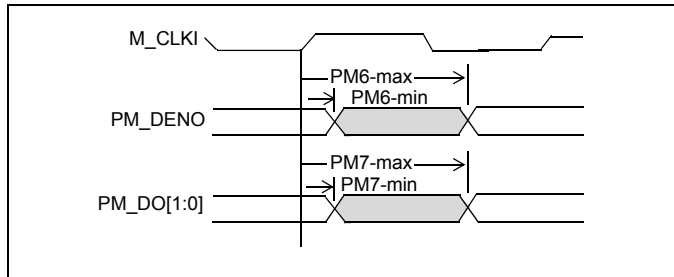 M_CLKI
PM6-max
PM6-min
PM_DENO
PM7-max
PM7-min
PM_DO[1:0]